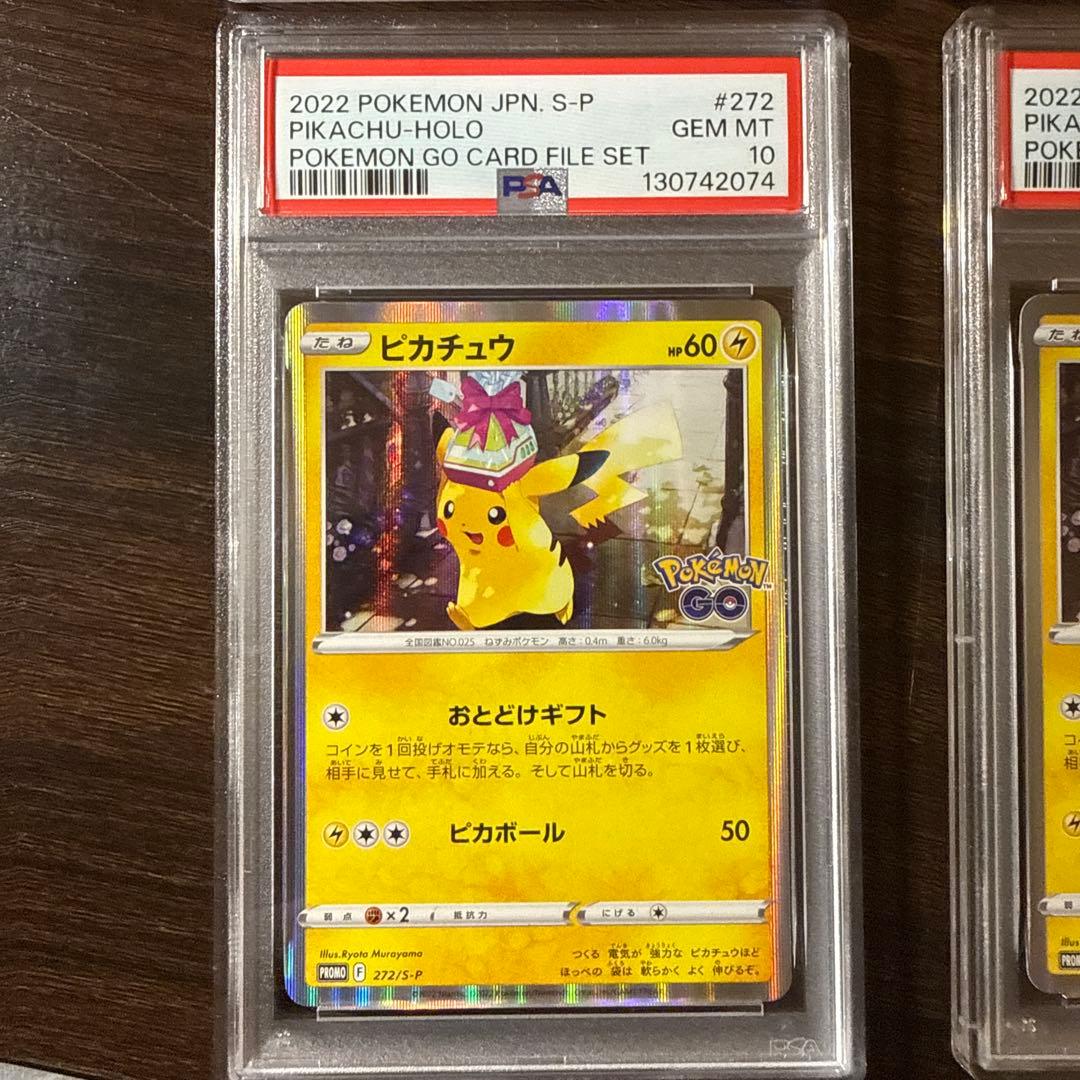 2022 POKEMON JPN. S-P #272
PIKACHU-HOLO GEM MT
POKEMON GO CARD FILE SET 10
PSA 130742074
たね ピカチュウ HP60
POKéMON™
GO
全国図鑑NO.025 ねずみポケモン 高さ:0.4m 重さ:6.0kg
おとどけギフト
コインを1回投げオモテなら、自分の山札からグッズを1枚選び、
相手に見せて、手札に加える。そして山札を切る。
ピカボール 50
弱点 ×2 抵抗力 にげる
Illus.Ryota Murayama
つくる 電気が 強力な ピカチュウほど
ほっぺの 袋は 軟らかく よく 伸びるぞ。
PROMO F 272/S-P
PSA
2022
PIKA
POKE
たね
コ
相
弱
Illus
PROM